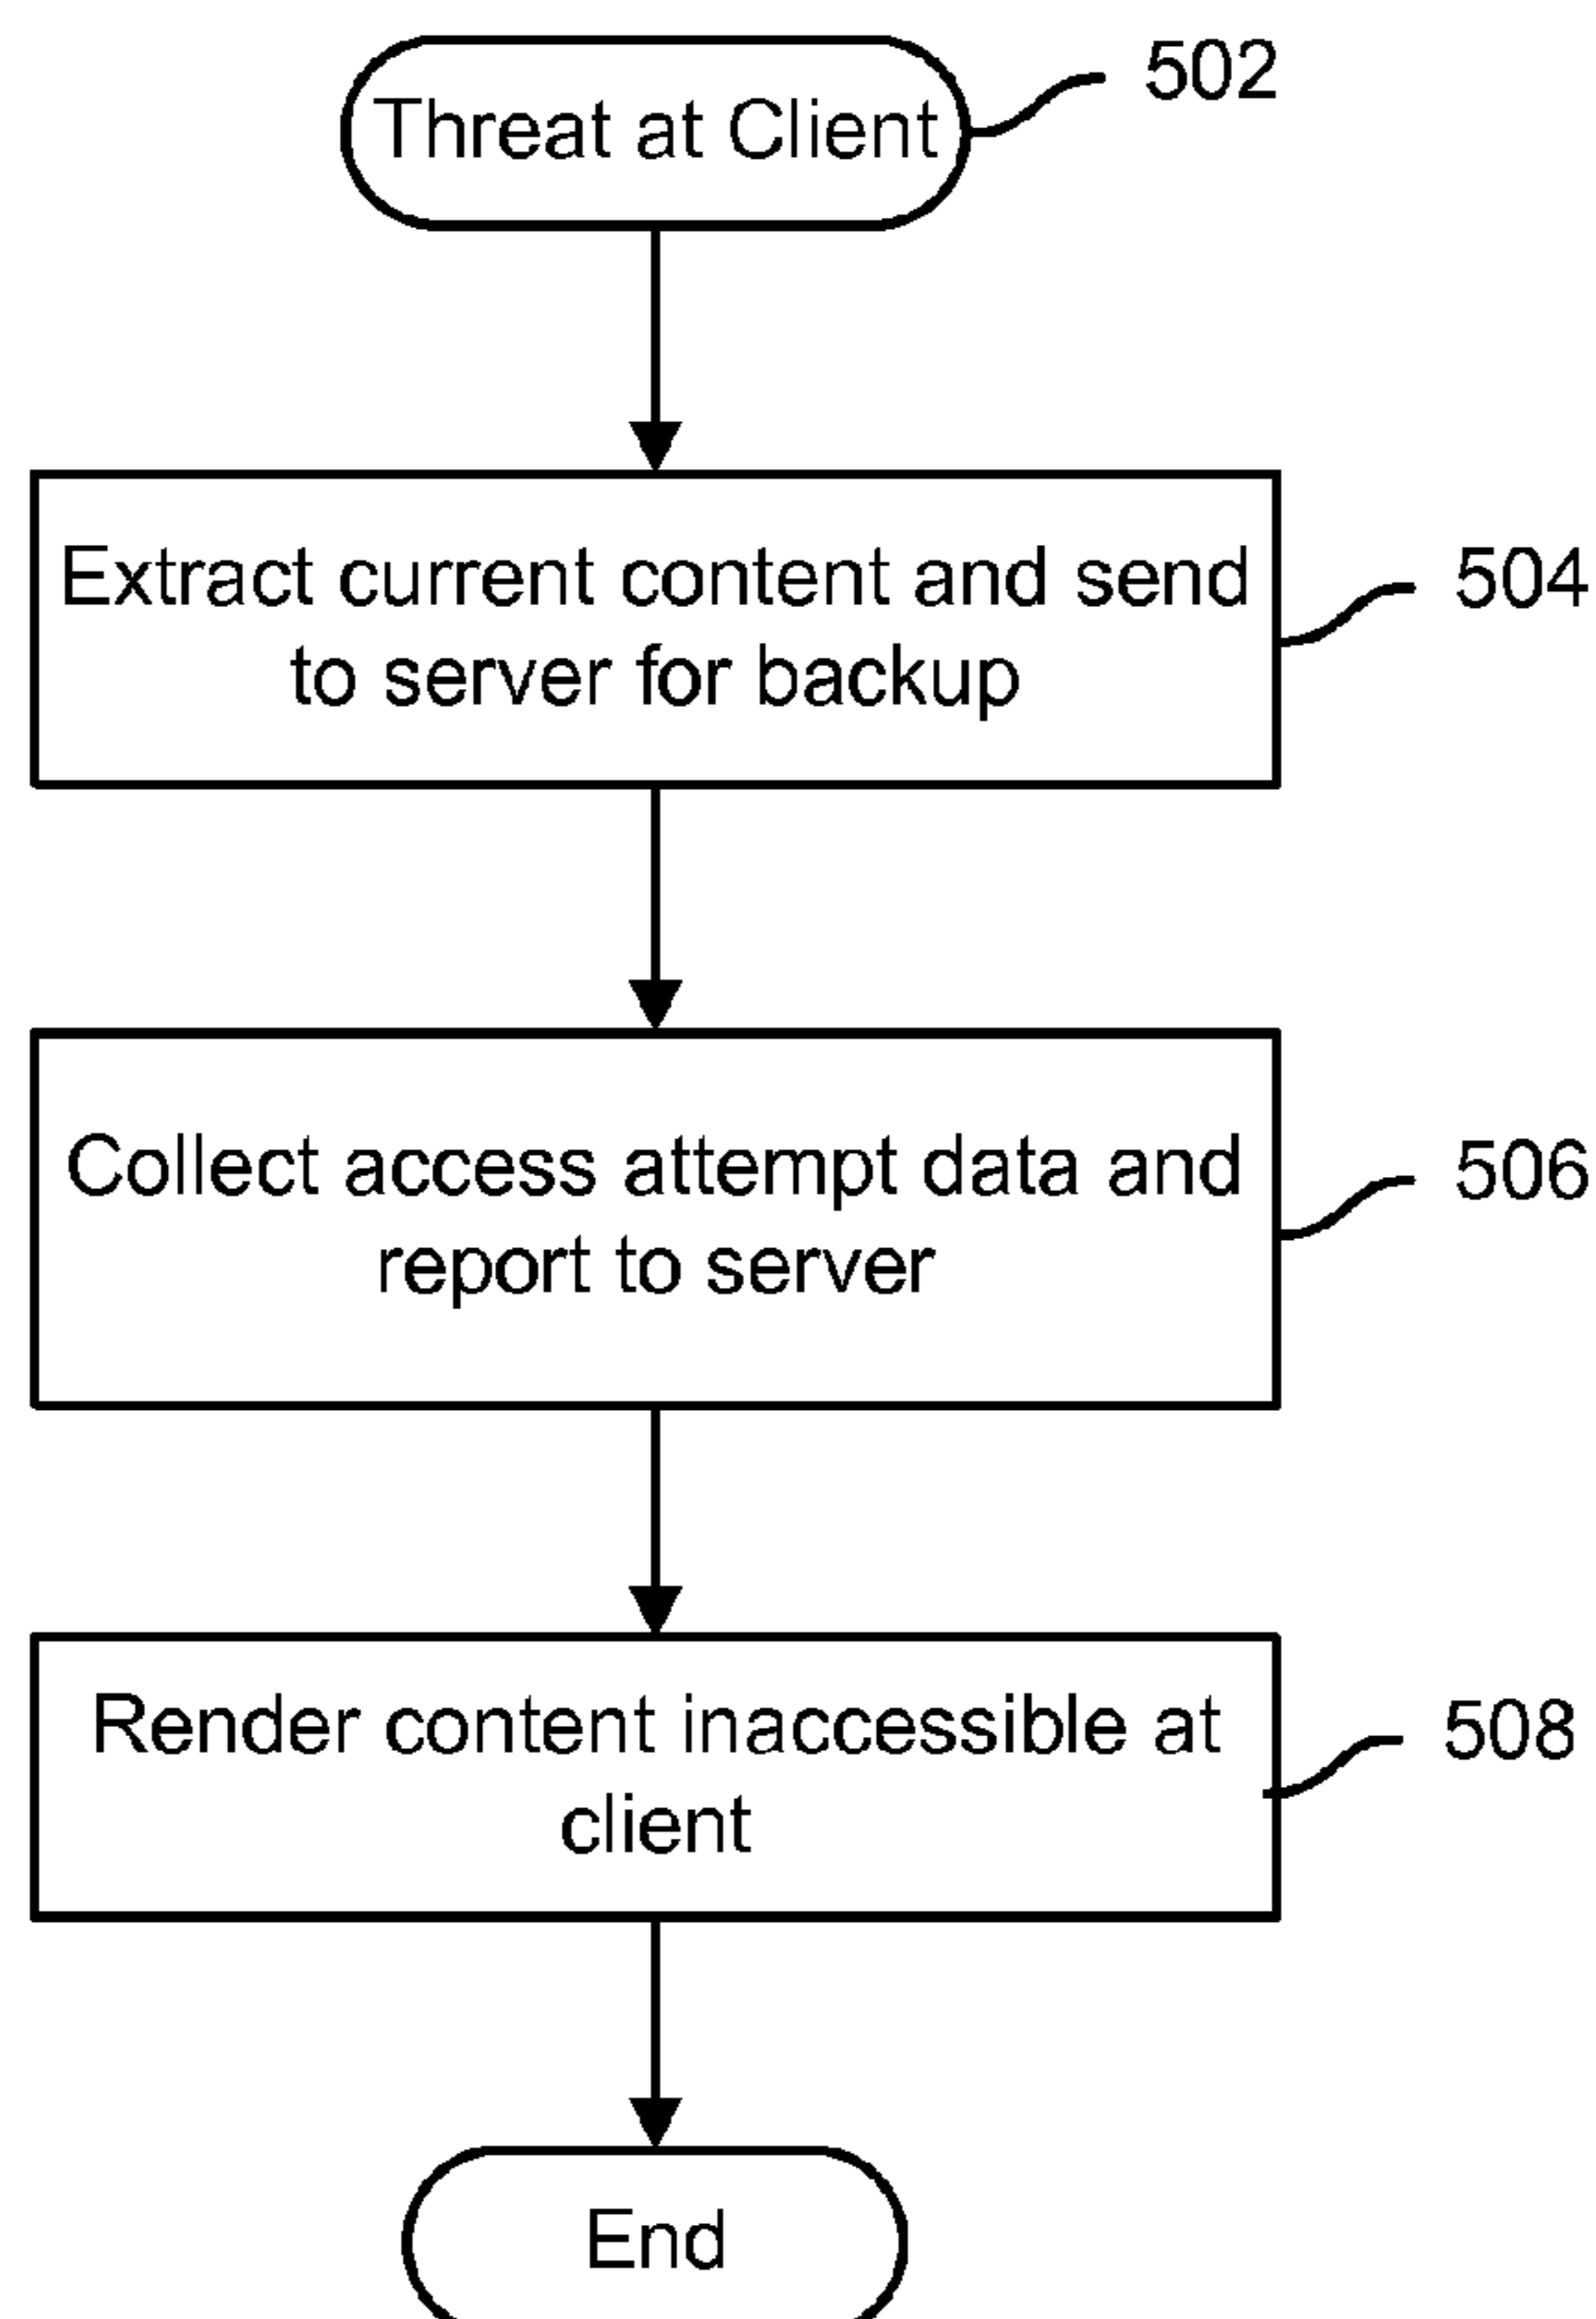 Threat at Client
502
Extract current content and send
to server for backup
504
Collect access attempt data and
report to server
506
Render content inaccessible at
client
508
End